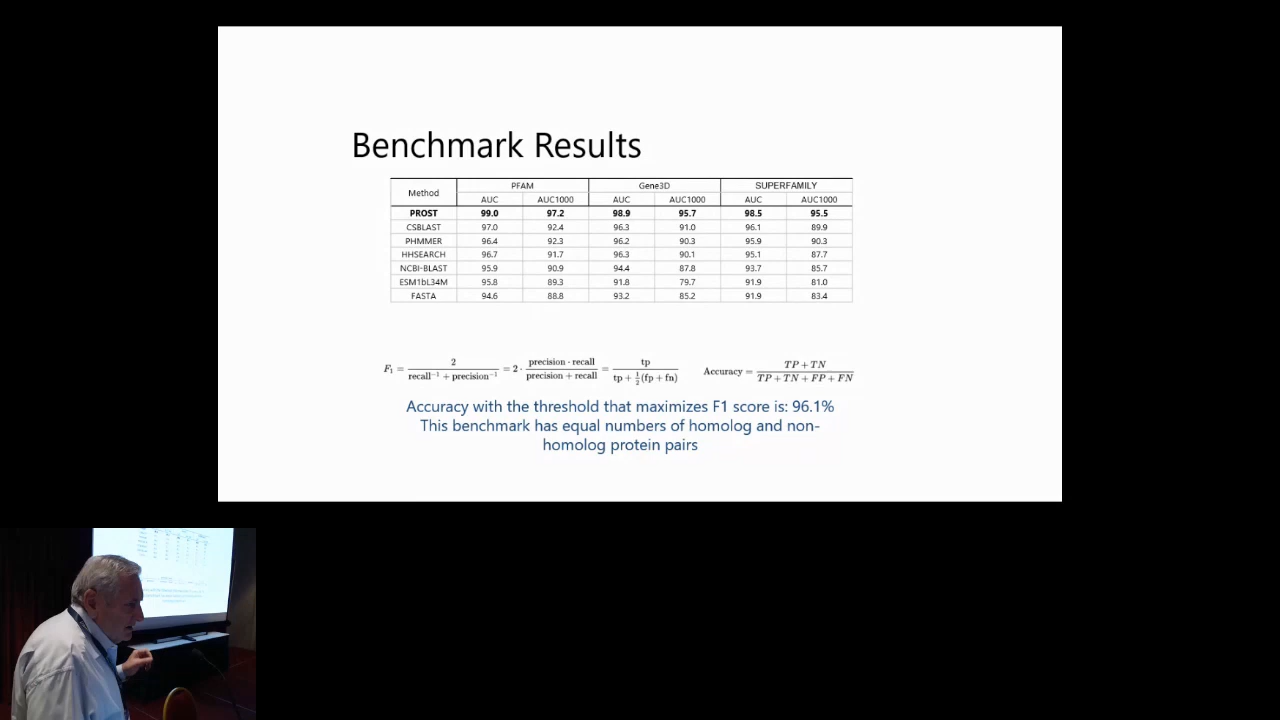 Benchmark Results
Method PFAM Gene3D SUPERFAMILY
AUC AUC1000 AUC AUC1000 AUC AUC1000
PROST 99.0 97.2 98.9 95.7 98.5 95.5
CSBLAST 97.0 92.4 96.3 91.0 96.1 89.9
PHMMER 96.4 92.3 96.2 90.3 95.9 90.3
HHSEARCH 96.7 91.7 96.3 90.1 95.1 87.7
NCBI-BLAST 95.9 90.9 94.4 87.8 93.7 85.7
ESM1bL34M 95.8 89.3 91.8 79.7 91.9 81.0
FASTA 94.6 88.8 93.2 85.2 91.9 83.4
F₁ = 2 / (recall⁻¹ + precision⁻¹) = 2 · (precision · recall) / (precision + recall) = tp / (tp + ½(fp + fn)) Accuracy = (TP + TN) / (TP + TN + FP + FN)
Accuracy with the threshold that maximizes F1 score is: 96.1%
This benchmark has equal numbers of homolog and non-
homolog protein pairs